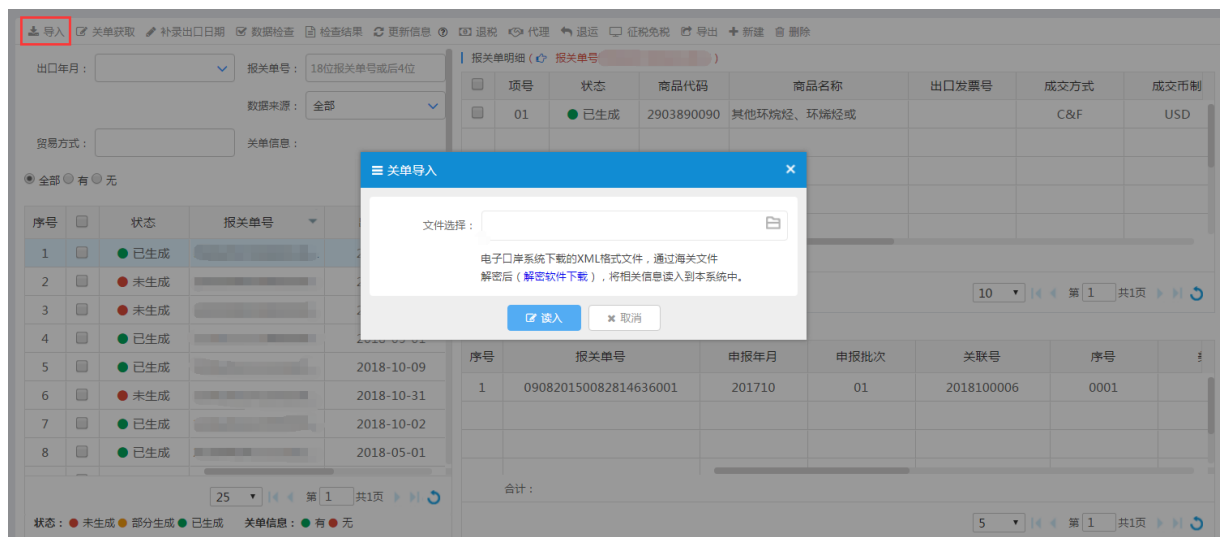 导入 关单获取 补录出口日期 数据检查 检查结果 更新信息 退税 代理 退运 征税免税 导出 新建 删除
出口年月： 报关单号： 18位报关单号或后4位
数据来源： 全部
贸易方式： 关单信息：
全部 有 无
序号 状态 报关单号
1 已生成
2 未生成
3 未生成
4 已生成
5 已生成 2018-10-09
6 未生成 2018-10-31
7 已生成 2018-10-02
8 已生成 2018-05-01
25 第 1 共1页
状态： 未生成 部分生成 已生成 关单信息： 有 无
报关单明细 ( 报关单号 )
项号 状态 商品代码 商品名称 出口发票号 成交方式 成交币制
01 已生成 2903890090 其他环烷烃、环烯烃或 C&F USD
10 第 1 共1页
关单导入
文件选择：
电子口岸系统下载的XML格式文件，通过海关文件
解密后（解密软件下载），将相关信息读入到本系统中。
读入 取消
序号 报关单号 申报年月 申报批次 关联号 序号
1 090820150082814636001 201710 01 2018100006 0001
合计：
5 第 1 共1页